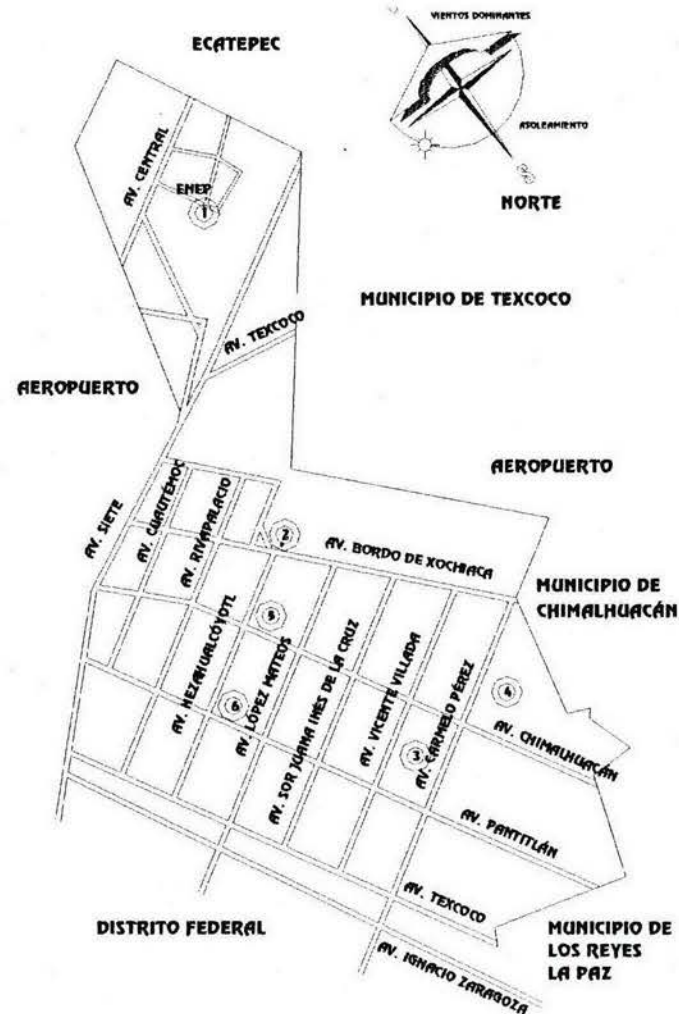 VIENTOS DOMINANTES
ECATEPEC
ASOLEAMIENTO
AV. CENTRAL
ENEP
1
NORTE
MUNICIPIO DE TEXCOCO
AV. TEXCOCO
AEROPUERTO
AEROPUERTO
AV. SIETE
AV. CUAUTÉMOC
AV. RIVAPALACIO
2
AV. BORDO DE XOCHIACA
MUNICIPIO DE
CHIMALHUACÁN
5
AV. NEZAHUALCÓYOTL
AV. LÓPEZ MATEOS
AV. SOR JUANA INES DE LA CRUZ
AV. VICENTE VILLADA
AV. CARMELO PÉREZ
4
6
3
AV. CHIMALHUACÁN
AV. PANTITLÁN
AV. TEXCOCO
DISTRITO FEDERAL
MUNICIPIO DE
LOS REYES
LA PAZ
AV. IGNACIO ZARAGOZA